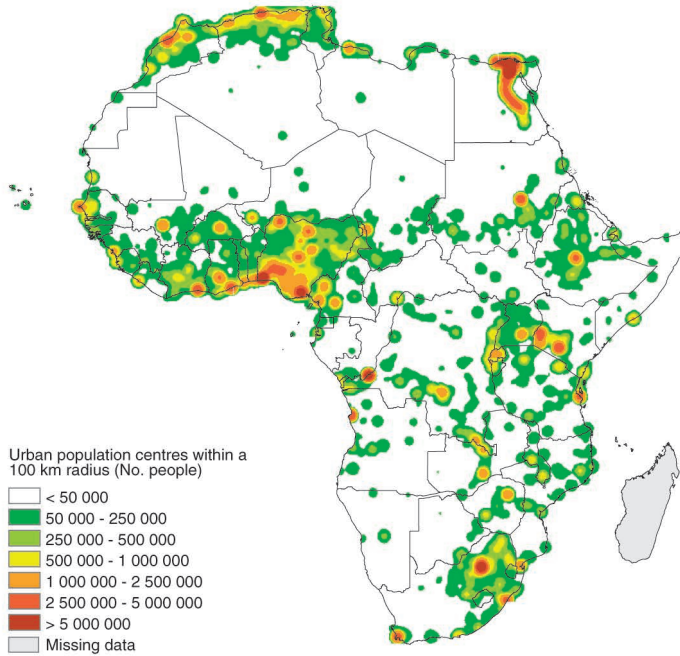 Urban population centres within a
100 km radius (No. people)
< 50 000
50 000 - 250 000
250 000 - 500 000
500 000 - 1 000 000
1 000 000 - 2 500 000
2 500 000 - 5 000 000
> 5 000 000
Missing data